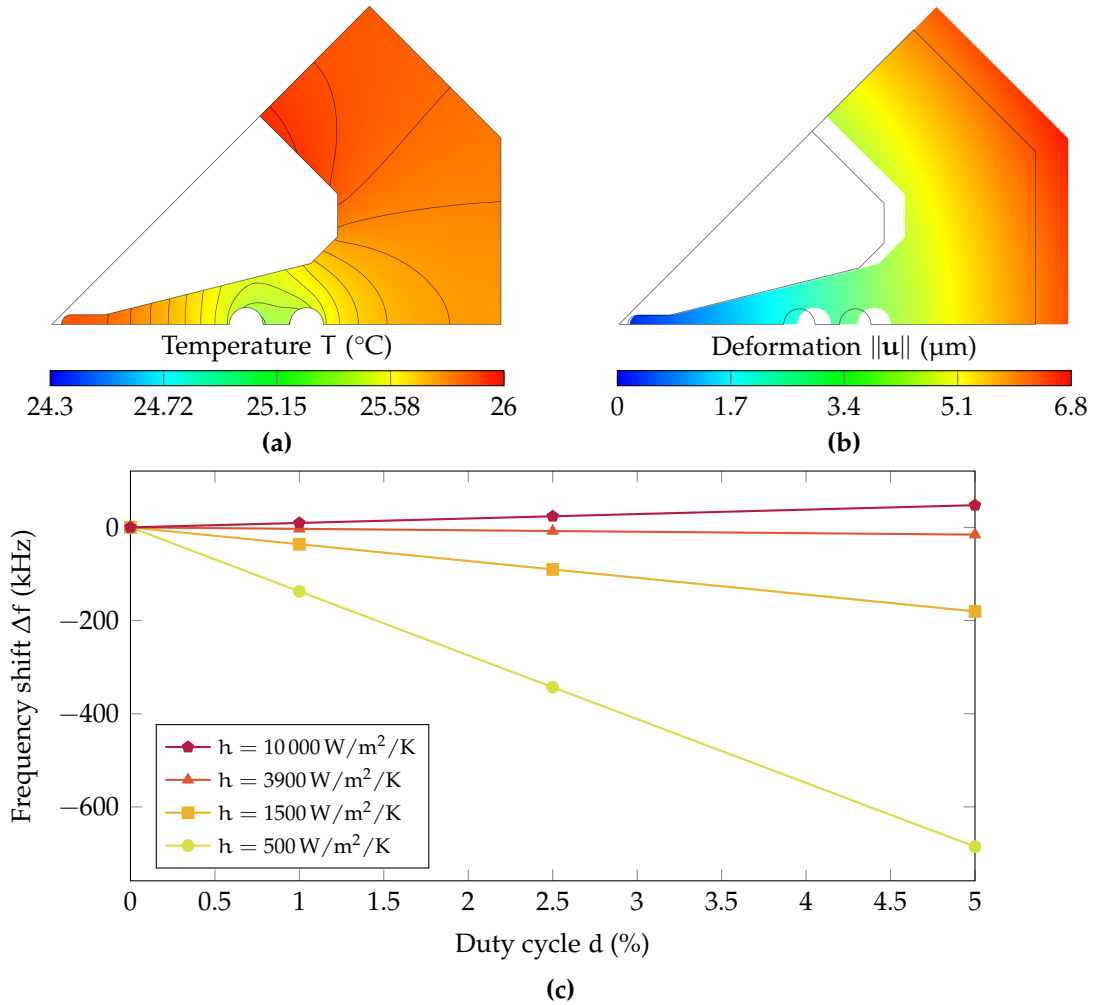 Temperature T (°C)
24.3 24.72 25.15 25.58 26
(a)
Deformation ||u|| (µm)
0 1.7 3.4 5.1 6.8
(b)
Frequency shift Δf (kHz)
0
−200
−400
−600
h = 10 000 W/m²/K
h = 3900 W/m²/K
h = 1500 W/m²/K
h = 500 W/m²/K
0 0.5 1 1.5 2 2.5 3 3.5 4 4.5 5
Duty cycle d (%)
(c)